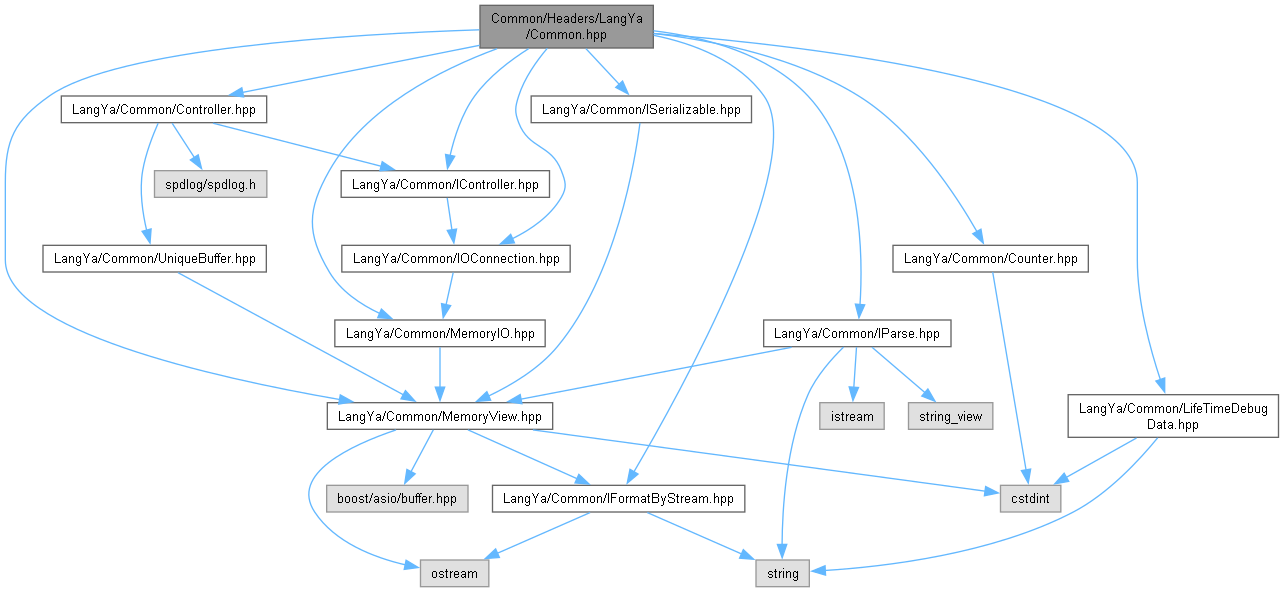 Common/Headers/LangYa
/Common.hpp
LangYa/Common/Controller.hpp
LangYa/Common/ISerializable.hpp
spdlog/spdlog.h
LangYa/Common/IController.hpp
LangYa/Common/UniqueBuffer.hpp
LangYa/Common/IOConnection.hpp
LangYa/Common/Counter.hpp
LangYa/Common/MemoryIO.hpp
LangYa/Common/IParse.hpp
LangYa/Common/MemoryView.hpp
istream
string_view
LangYa/Common/LifeTimeDebug
Data.hpp
boost/asio/buffer.hpp
LangYa/Common/IFormatByStream.hpp
cstdint
ostream
string